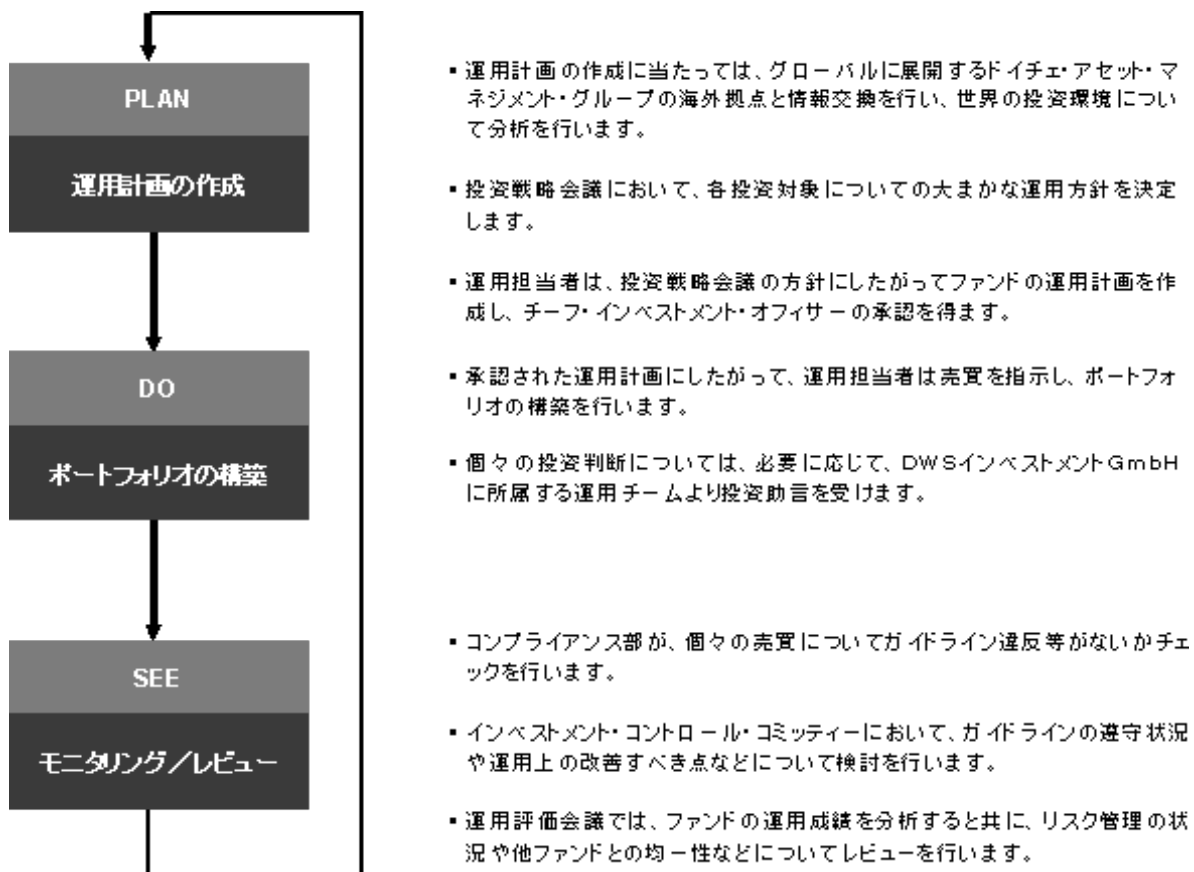 PLAN
運用計画の作成
▪運用計画の作成に当たっては、グローバルに展開するドイチェ・アセット・マ
ネジメント・グループの海外拠点と情報交換を行い、世界の投資環境につい
て分析を行います。
▪投資戦略会議において、各投資対象についての大まかな運用方針を決定
します。
▪運用担当者は、投資戦略会議の方針にしたがってファンドの運用計画を作
成し、チーフ・インベストメント・オフィサーの承認を得ます。
DO
ポートフォリオの構築
▪承認された運用計画にしたがって、運用担当者は売買を指示し、ポートフォ
リオの構築を行います。
▪個々の投資判断については、必要に応じて、DWSインベストメントGmbH
に所属する運用チームより投資助言を受けます。
SEE
モニタリング／レビュー
▪コンプライアンス部が、個々の売買についてガイドライン違反等がないかチェ
ックを行います。
▪インベストメント・コントロール・コミッティーにおいて、ガイドラインの遵守状況
や運用上の改善すべき点などについて検討を行います。
▪運用評価会議では、ファンドの運用成績を分析すると共に、リスク管理の状
況や他ファンドとの均一性などについてレビューを行います。